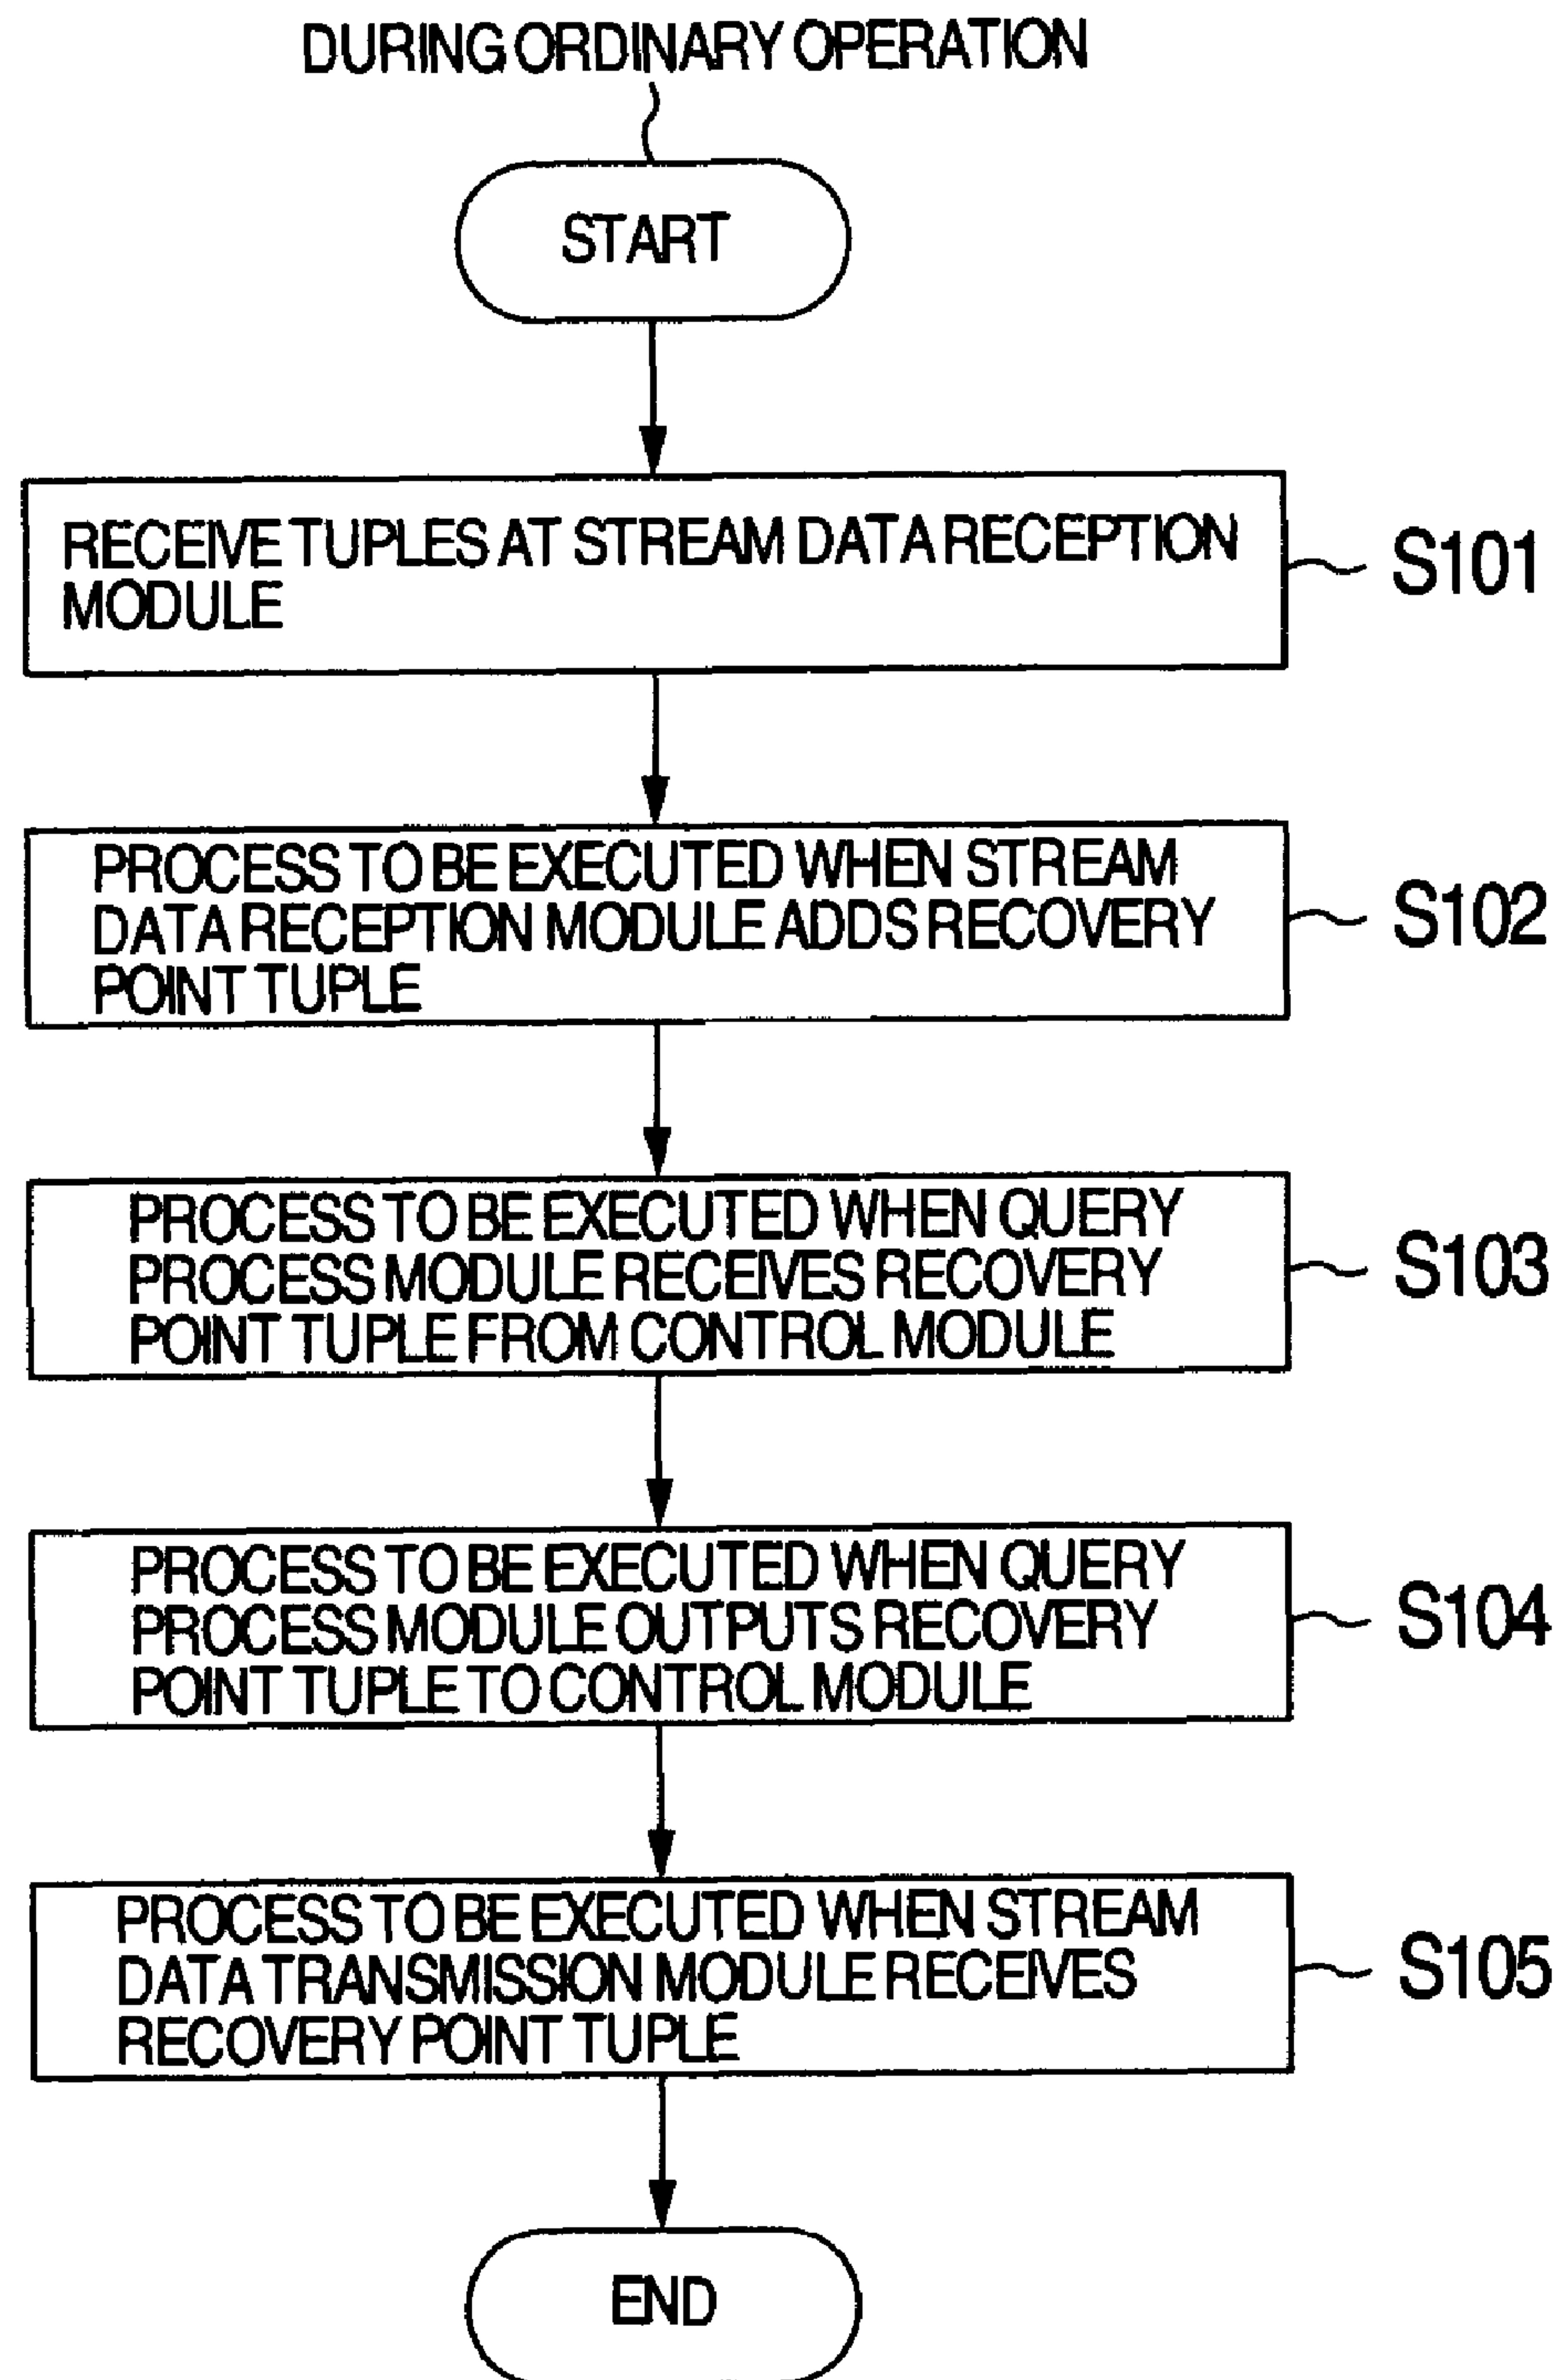 DURING ORDINARY OPERATION
START
RECEIVE TUPLES AT STREAM DATA RECEPTION
MODULE
S101
PROCESS TO BE EXECUTED WHEN STREAM
DATA RECEPTION MODULE ADDS RECOVERY
POINT TUPLE
S102
PROCESS TO BE EXECUTED WHEN QUERY
PROCESS MODULE RECEIVES RECOVERY
POINT TUPLE FROM CONTROL MODULE
S103
PROCESS TO BE EXECUTED WHEN QUERY
PROCESS MODULE OUTPUTS RECOVERY
POINT TUPLE TO CONTROL MODULE
S104
PROCESS TO BE EXECUTED WHEN STREAM
DATA TRANSMISSION MODULE RECEIVES
RECOVERY POINT TUPLE
S105
END